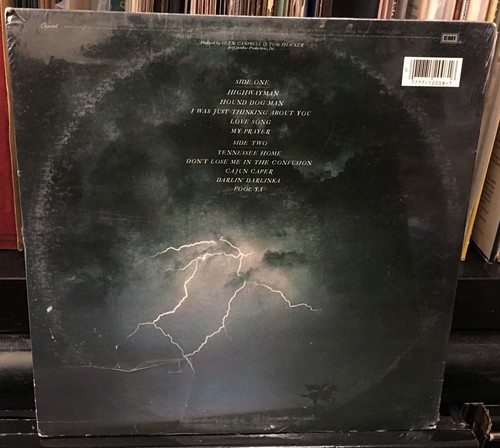 Capitol
EMI
Produced by GLEN CAMPBELL & TOM THACKER
SIDE ONE
HIGHWAYMAN
HOUND DOG MAN
I WAS JUST THINKING ABOUT YOU
LOVE SONG
MY PRAYER
SIDE TWO
TENNESSEE HOME
DON'T LOSE ME IN THE CONFUSION
CAJUN CAPER
DARLIN' DARLINKA
FOOL YA